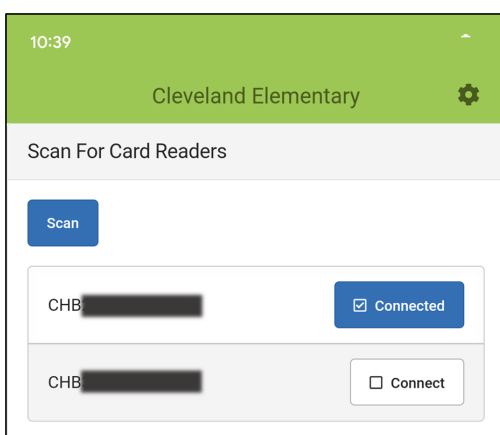 10:39
Cleveland Elementary
Scan For Card Readers
Scan
CHB
Connected
CHB
Connect